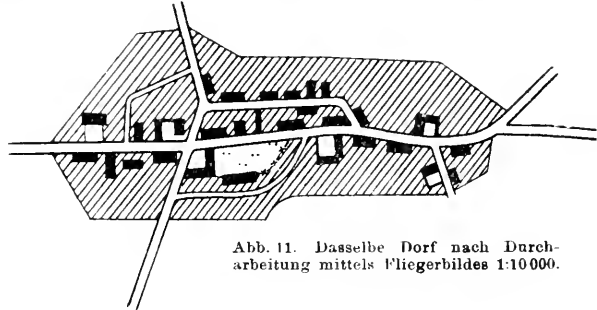 Abb. 11. Dasselbe Dorf nach Durch-
arbeitung mittels Fliegerbildes 1:10000.